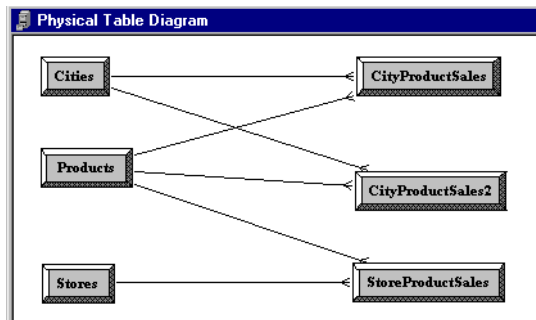 Physical Table Diagram
Cities
CityProductSales
Products
CityProductSales2
Stores
StoreProductSales